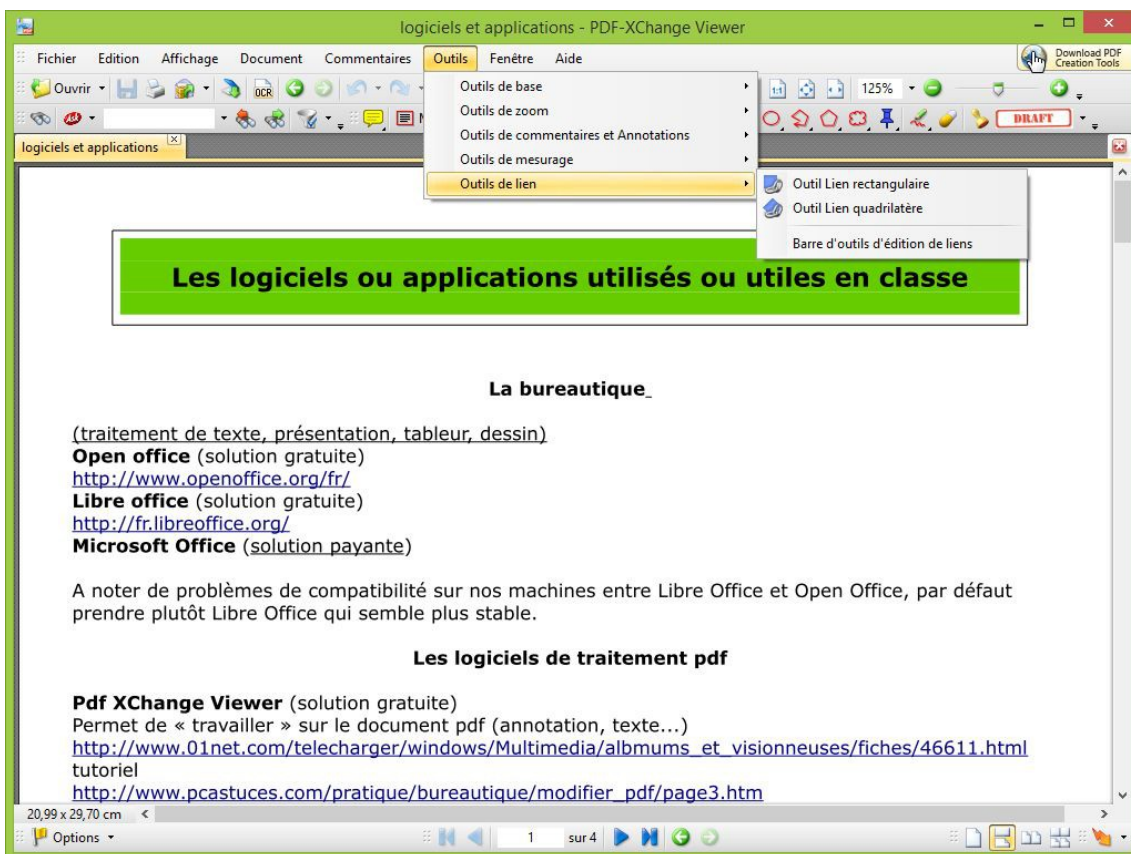 logiciels et applications - PDF-XChange Viewer
Fichier Edition Affichage Document Commentaires Outils Fenêtre Aide
Download PDF
Creation Tools
Ouvrir
OCR
1:1
125%
DRAFT
logiciels et applications
Outils de base
Outils de zoom
Outils de commentaires et Annotations
Outils de mesurage
Outils de lien
Outil Lien rectangulaire
Outil Lien quadrilatère
Barre d'outils d'édition de liens
Les logiciels ou applications utilisés ou utiles en classe
La bureautique
(traitement de texte, présentation, tableur, dessin)
Open office (solution gratuite)
http://www.openoffice.org/fr/
Libre office (solution gratuite)
http://fr.libreoffice.org/
Microsoft Office (solution payante)
A noter de problèmes de compatibilité sur nos machines entre Libre Office et Open Office, par défaut
prendre plutôt Libre Office qui semble plus stable.
Les logiciels de traitement pdf
Pdf XChange Viewer (solution gratuite)
Permet de « travailler » sur le document pdf (annotation, texte...)
http://www.01net.com/telecharger/windows/Multimedia/albmums_et_visionneuses/fiches/46611.html
tutoriel
http://www.pcastuces.com/pratique/bureautique/modifier_pdf/page3.htm
20,99 x 29,70 cm
Options
1 sur 4